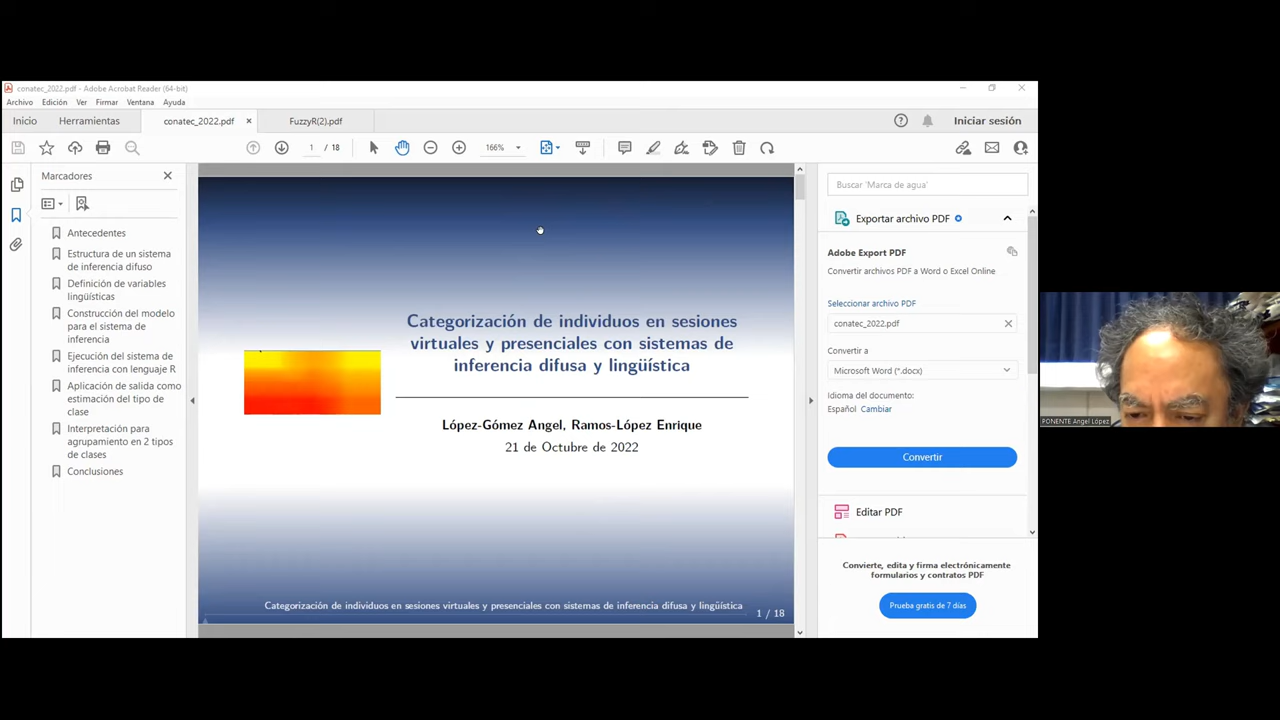 conatec_2022.pdf - Adobe Acrobat Reader (64-bit)
Archivo Edición Ver Firmar Ventana Ayuda
Inicio Herramientas conatec_2022.pdf × FuzzyR(2).pdf Iniciar sesión
1 / 18 166%
Marcadores
Antecedentes
Estructura de un sistema
de inferencia difuso
Definición de variables
lingüísticas
Construcción del modelo
para el sistema de
inferencia
Ejecución del sistema de
inferencia con lenguaje R
Aplicación de salida como
estimación del tipo de
clase
Interpretación para
agrupamiento en 2 tipos
de clases
Conclusiones
Categorización de individuos en sesiones
virtuales y presenciales con sistemas de
inferencia difusa y lingüística
López-Gómez Angel, Ramos-López Enrique
21 de Octubre de 2022
Categorización de individuos en sesiones virtuales y presenciales con sistemas de inferencia difusa y lingüística
1 / 18
Buscar 'Marca de agua'
Exportar archivo PDF
Adobe Export PDF
Convertir archivos PDF a Word o Excel Online
Seleccionar archivo PDF
conatec_2022.pdf
Convertir a
Microsoft Word (*.docx)
Idioma del documento:
Español Cambiar
Convertir
Editar PDF
Convierte, edita y firma electrónicamente
formularios y contratos PDF
Prueba gratis de 7 días
PONENTE Angel López